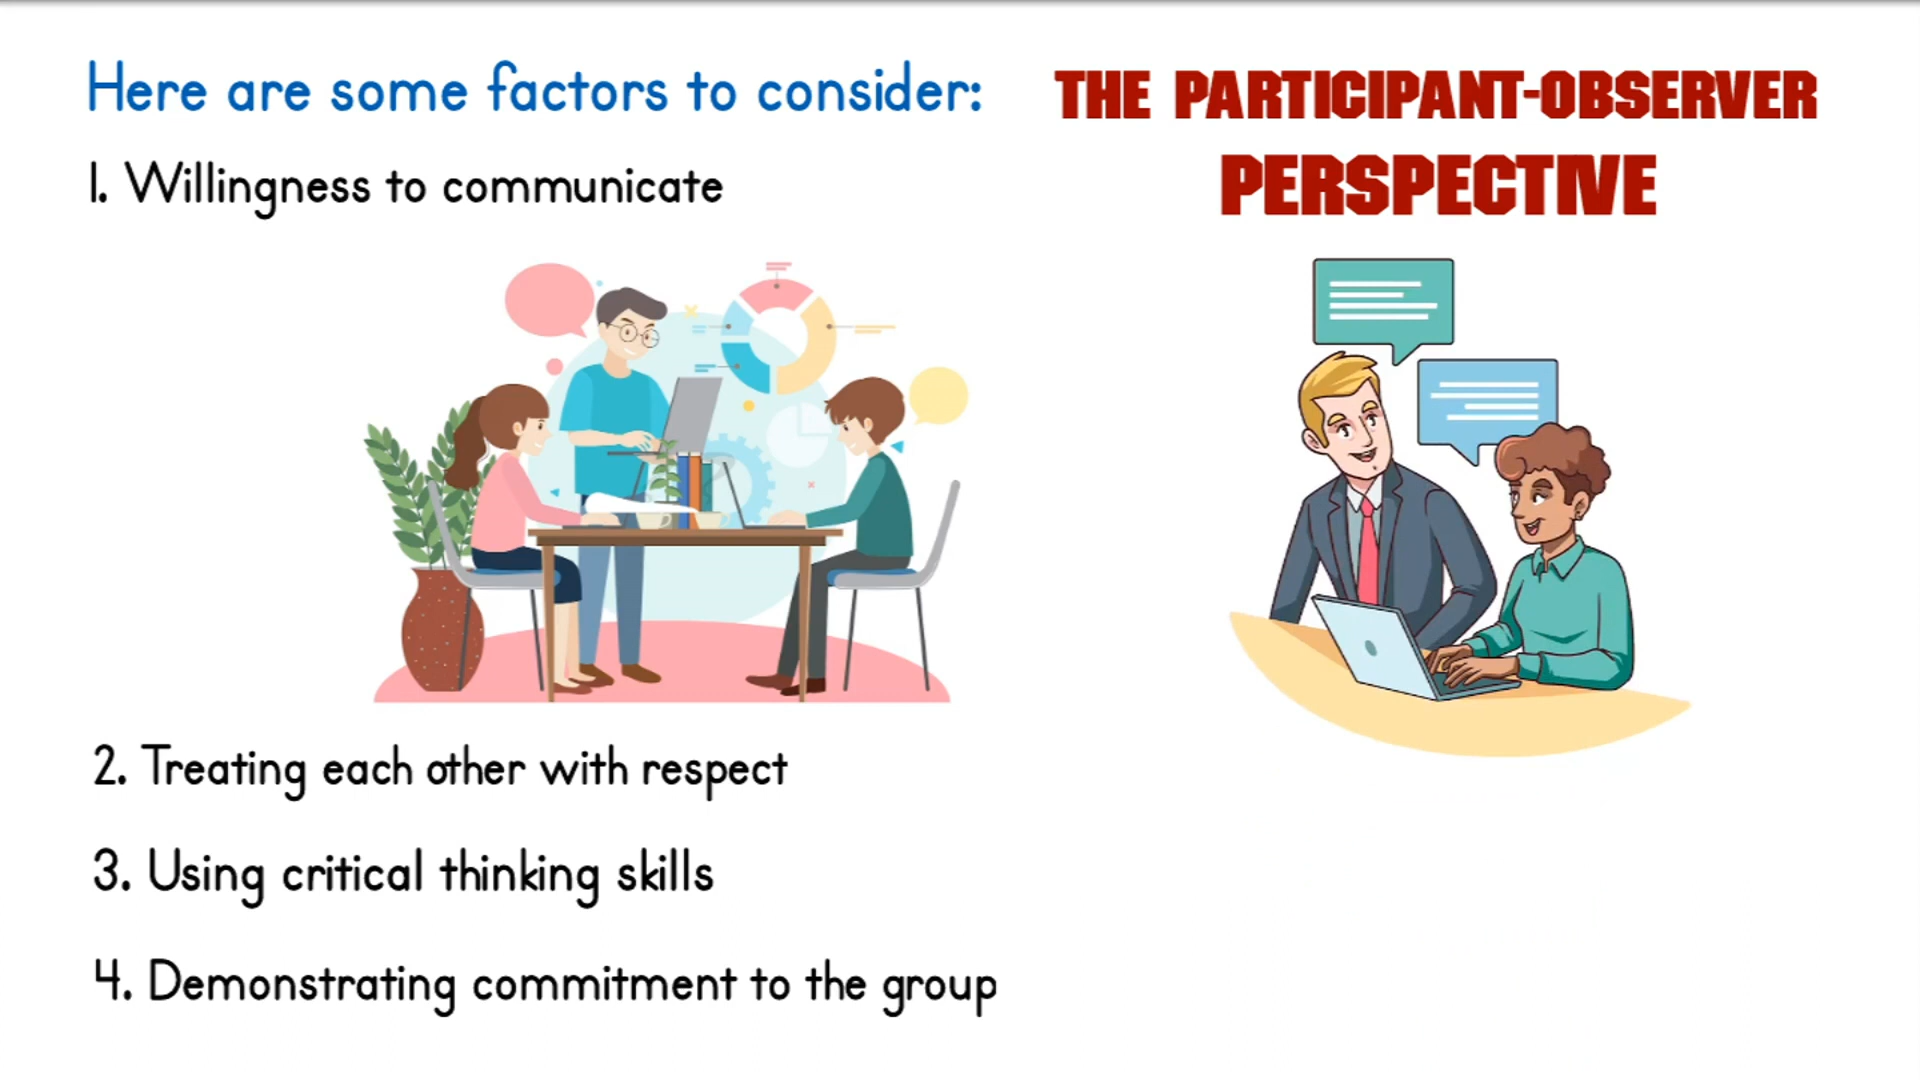 Here are some factors to consider:
1. Willingness to communicate
THE PARTICIPANT-OBSERVER
PERSPECTIVE
2. Treating each other with respect
3. Using critical thinking skills
4. Demonstrating commitment to the group